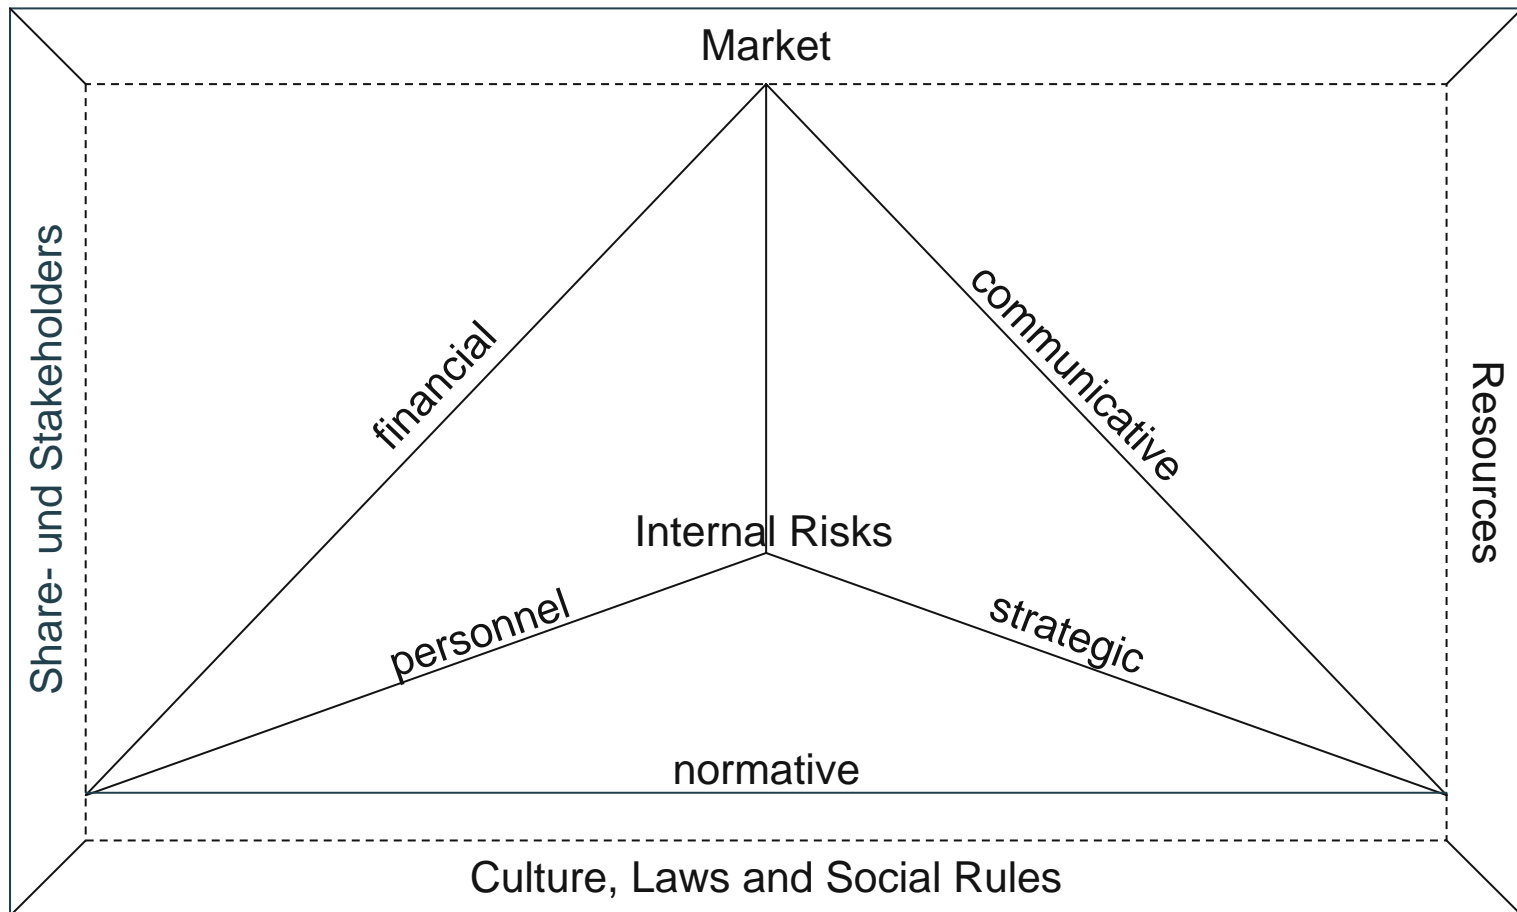 Market
Share- und Stakeholders
financial
communicative
Resources
Internal Risks
personnel
strategic
normative
Culture, Laws and Social Rules